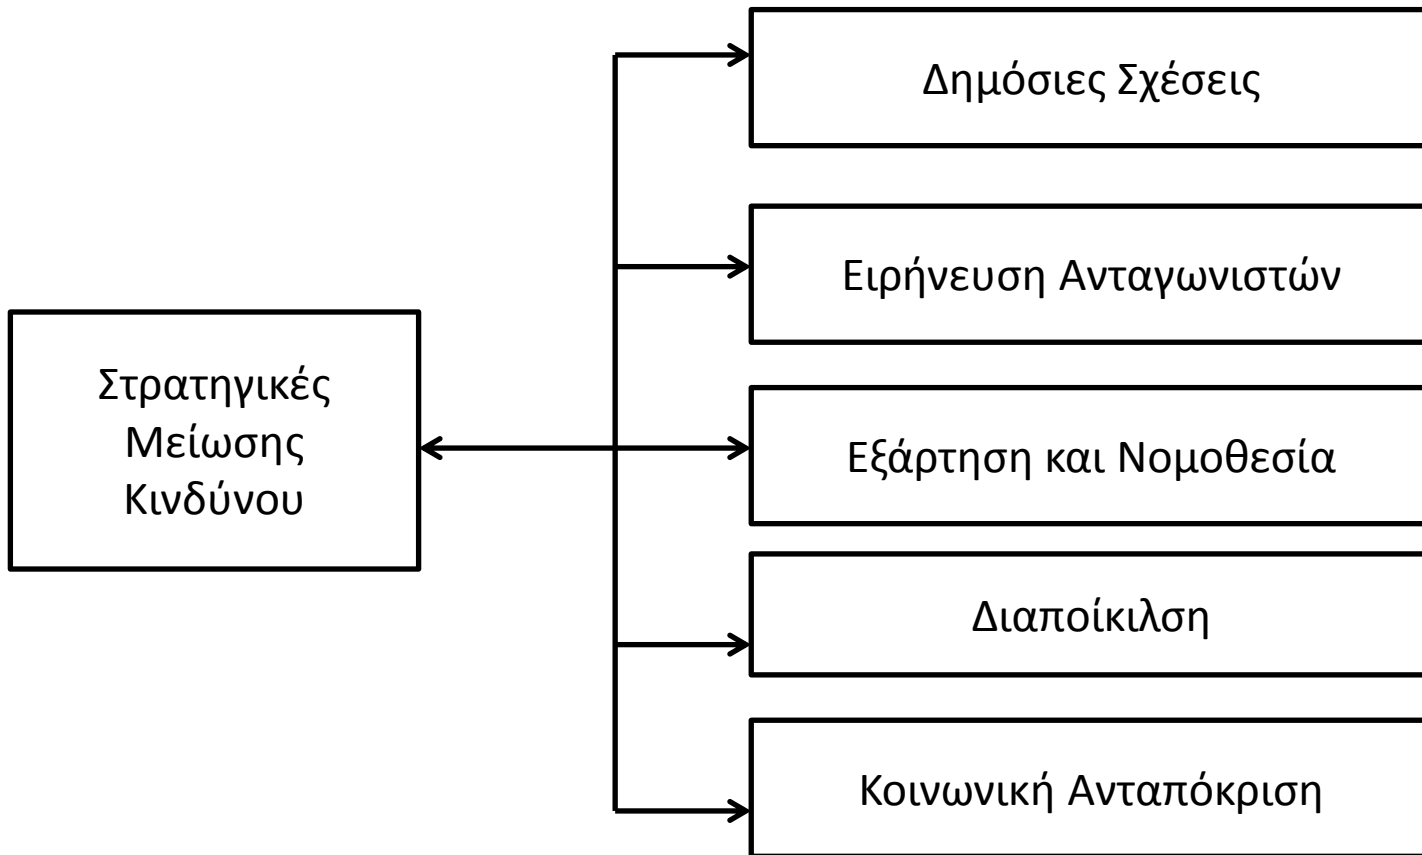 Δημόσιες Σχέσεις
Ειρήνευση Ανταγωνιστών
Στρατηγικές
Μείωσης
Κινδύνου
Εξάρτηση και Νομοθεσία
Διαποίκιλση
Κοινωνική Ανταπόκριση